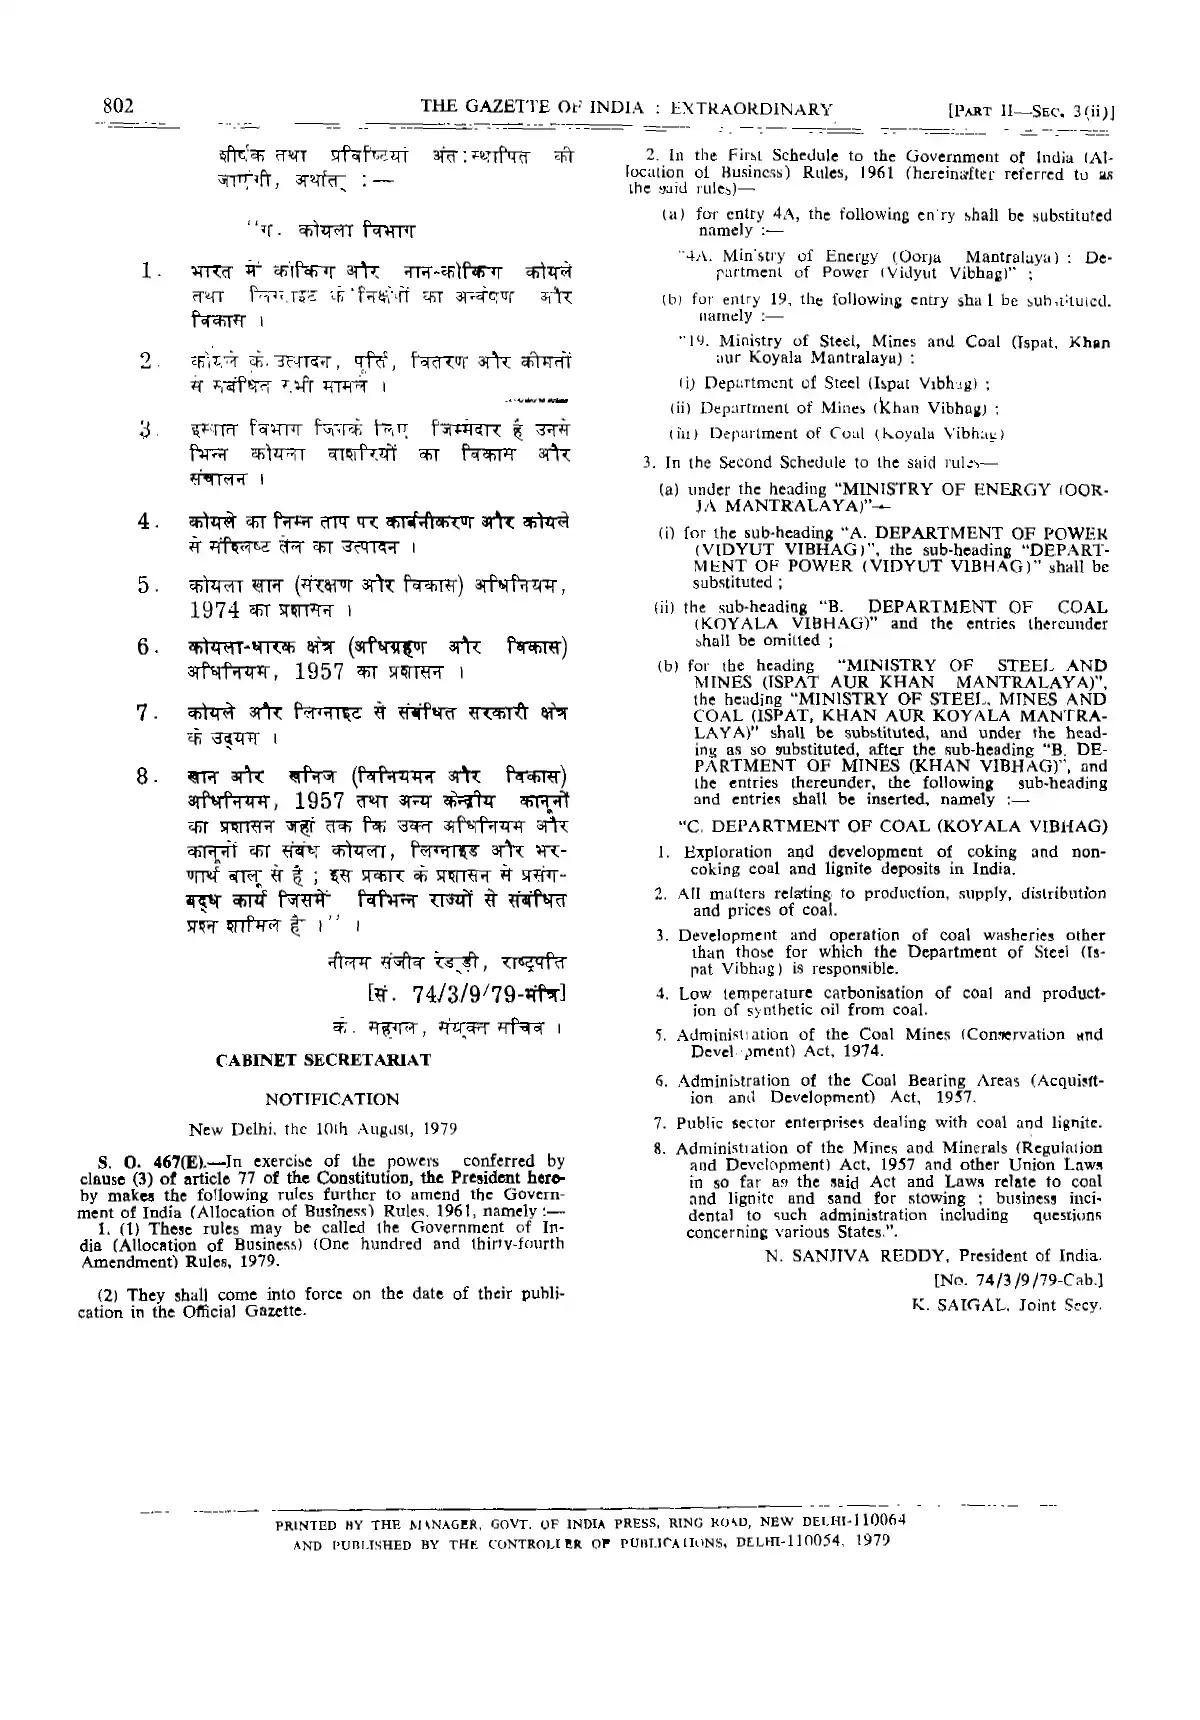 802
THE GAZETTE OF INDIA : EXTRAORDINARY
[PART II—SEC. 3(ii)]
शीर्षक तथा प्रविष्टियां अंत:स्थापित की
जाएंगी, अर्थात् :—
"ग. कोयला विभाग
1. भारत में कोकिंग और नान-कोकिंग कोयले
तथा लिग्नाइट के निक्षेपों का अन्वेषण और
विकास ।
2. कोयले के उत्पादन, पूर्ति, वितरण और कीमतों
से संबंधित सभी मामले ।
3. इस्पात विभाग जिनके लिए जिम्मेदार है उनसे
भिन्न कोयला वाशरियों का विकास और
संचालन ।
4. कोयले का निम्न ताप पर कार्बनीकरण और कोयले
से संश्लिष्ट तेल का उत्पादन ।
5. कोयला खान (संरक्षण और विकास) अधिनियम,
1974 का प्रशासन ।
6. कोयला-धारक क्षेत्र (अधिग्रहण और विकास)
अधिनियम, 1957 का प्रशासन ।
7. कोयले और लिग्नाइट से संबंधित सरकारी क्षेत्र
के उद्यम ।
8. खान और खनिज (विनियमन और विकास)
अधिनियम, 1957 तथा अन्य केन्द्रीय कानूनों
का प्रशासन जहां तक कि उक्त अधिनियम और
कानूनों का संबंध कोयला, लिग्नाइट और भर-
णार्थ बालू से है ; इस प्रकार के प्रशासन से प्रसंग-
बद्ध कार्य जिसमें विभिन्न राज्यों से संबंधित
प्रश्न शामिल है ।" ।
नीलम संजीव रेड्डी, राष्ट्रपति
[सं. 74/3/9/79-मंत्रि]
के. सहगल, संयुक्त सचिव ।
CABINET SECRETARIAT
NOTIFICATION
New Delhi, the 10th August, 1979
S. O. 467(E).—In exercise of the powers conferred by
clause (3) of article 77 of the Constitution, the President here-
by makes the following rules further to amend the Govern-
ment of India (Allocation of Business) Rules, 1961, namely :—
1. (1) These rules may be called the Government of In-
dia (Allocation of Business) (One hundred and thirty-fourth
Amendment) Rules, 1979.
(2) They shall come into force on the date of their publi-
cation in the Official Gazette.
2. In the First Schedule to the Government of India (Al-
location of Business) Rules, 1961 (hereinafter referred to as
the said rules)—
(a) for entry 4A, the following entry shall be substituted
namely :—
"4A. Ministry of Energy (Oorja Mantralaya) : De-
partment of Power (Vidyut Vibhag)" ;
(b) for entry 19, the following entry shall be substituted.
namely :—
"19. Ministry of Steel, Mines and Coal (Ispat, Khan
aur Koyala Mantralaya) :
(i) Department of Steel (Ispat Vibhag) ;
(ii) Department of Mines (Khan Vibhag) ;
(iii) Department of Coal (Koyala Vibhag)
3. In the Second Schedule to the said rules—
(a) under the heading "MINISTRY OF ENERGY (OOR-
JA MANTRALAYA)"—
(i) for the sub-heading "A. DEPARTMENT OF POWER
(VIDYUT VIBHAG)", the sub-heading "DEPART-
MENT OF POWER (VIDYUT VIBHAG)" shall be
substituted ;
(ii) the sub-heading "B. DEPARTMENT OF COAL
(KOYALA VIBHAG)" and the entries thereunder
shall be omitted ;
(b) for the heading "MINISTRY OF STEEL AND
MINES (ISPAT AUR KHAN MANTRALAYA)",
the heading "MINISTRY OF STEEL, MINES AND
COAL (ISPAT, KHAN AUR KOYALA MANTRA-
LAYA)" shall be substituted, and under the head-
ing as so substituted, after the sub-heading "B. DE-
PARTMENT OF MINES (KHAN VIBHAG)", and
the entries thereunder, the following sub-heading
and entries shall be inserted, namely :—
"C. DEPARTMENT OF COAL (KOYALA VIBHAG)
1. Exploration and development of coking and non-
coking coal and lignite deposits in India.
2. All matters relating to production, supply, distribution
and prices of coal.
3. Development and operation of coal washeries other
than those for which the Department of Steel (Is-
pat Vibhag) is responsible.
4. Low temperature carbonisation of coal and product-
ion of synthetic oil from coal.
5. Administration of the Coal Mines (Conservation and
Development) Act, 1974.
6. Administration of the Coal Bearing Areas (Acquisit-
ion and Development) Act, 1957.
7. Public sector enterprises dealing with coal and lignite.
8. Administration of the Mines and Minerals (Regulation
and Development) Act, 1957 and other Union Laws
in so far as the said Act and Laws relate to coal
and lignite and sand for stowing ; business inci-
dental to such administration including questions
concerning various States.".
N. SANJIVA REDDY, President of India.
[No. 74/3/9/79-Cab.]
K. SAIGAL, Joint Secy.
PRINTED BY THE MANAGER, GOVT. OF INDIA PRESS, RING ROAD, NEW DELHI-110064
AND PUBLISHED BY THE CONTROLLER OF PUBLICATIONS, DELHI-110054, 1979